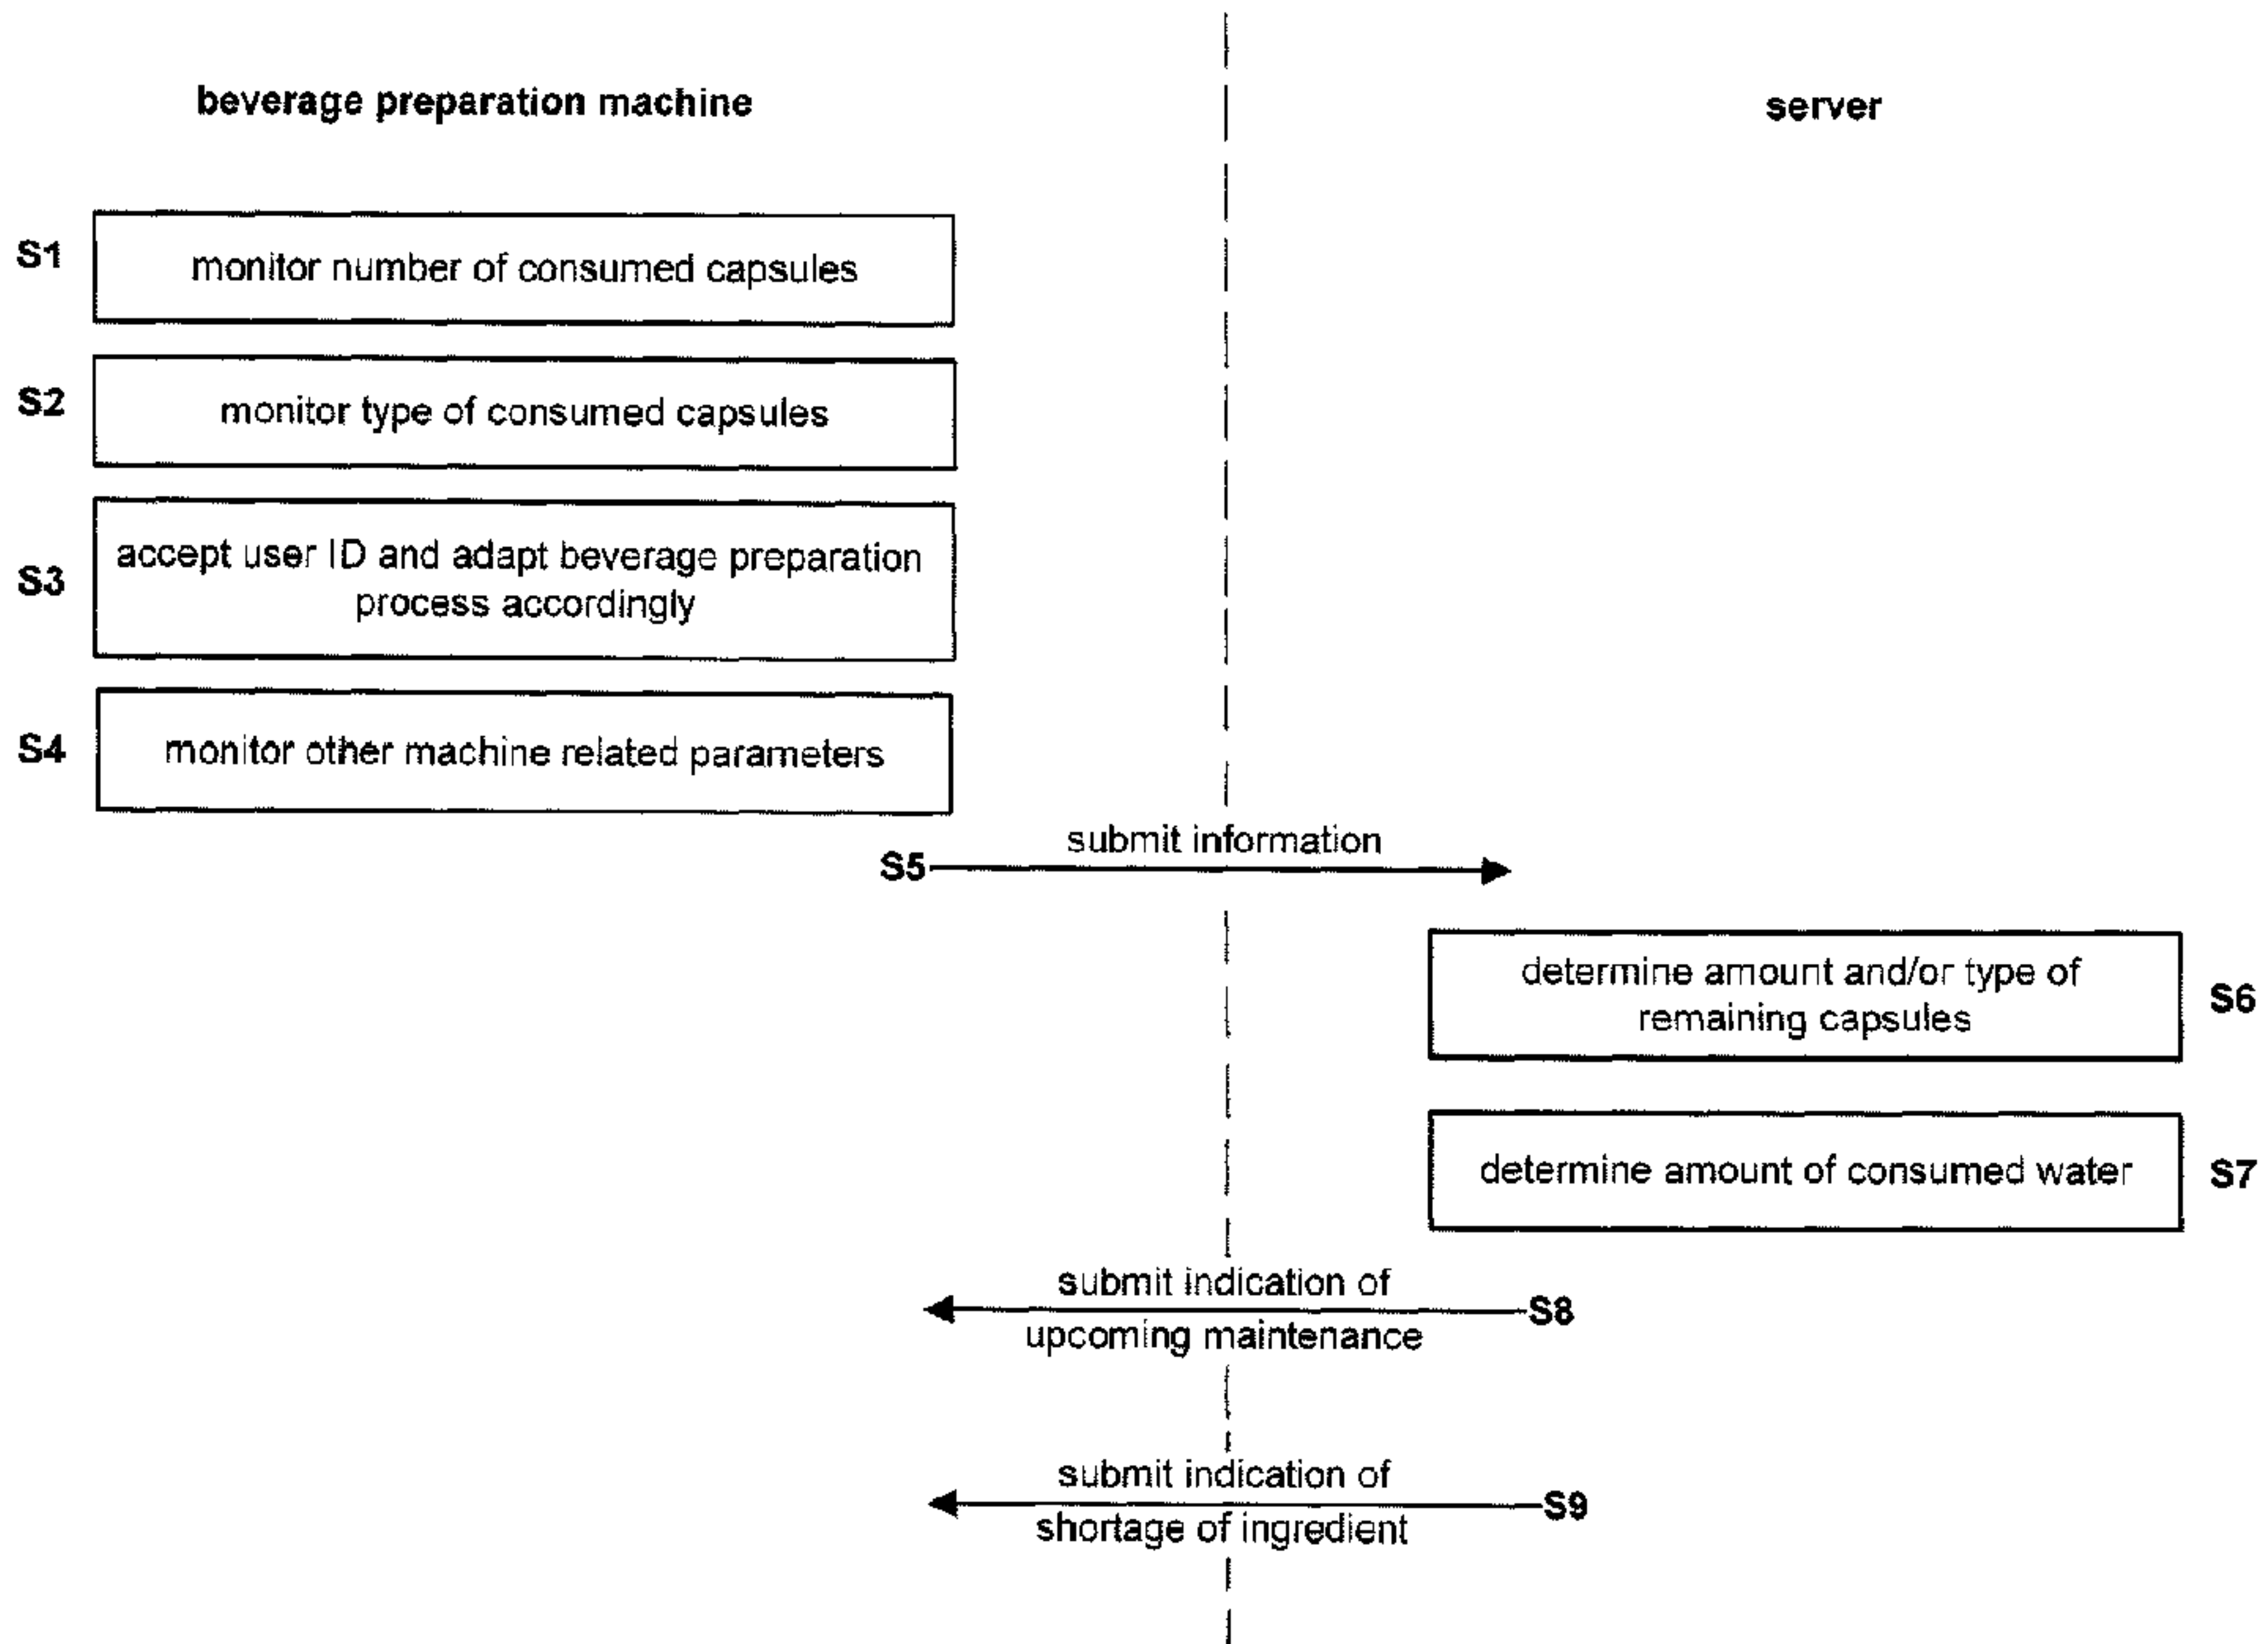 beverage preparation machine
server
S1
monitor number of consumed capsules
S2
monitor type of consumed capsules
S3
accept user ID and adapt beverage preparation
process accordingly
S4
monitor other machine related parameters
submit information
S5
determine amount and/or type of
remaining capsules
S6
determine amount of consumed water
S7
submit indication of
S8
upcoming maintenance
submit indication of
S9
shortage of ingredient